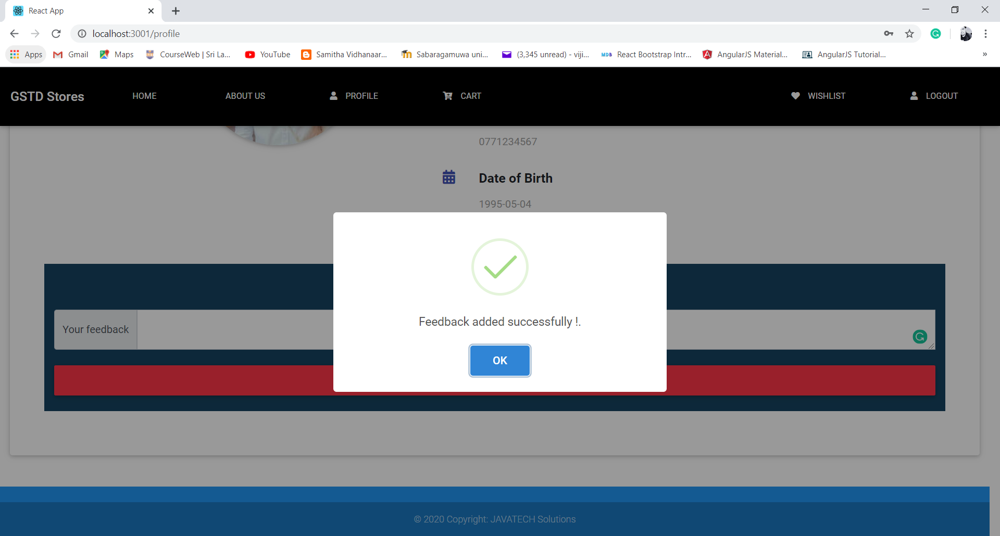 React App
localhost:3001/profile
Apps Gmail Maps CourseWeb | Sri La... YouTube Samitha Vidhanaar... Sabaragamuwa uni... (3,345 unread) - viji... MDB React Bootstrap Intr... AngularJS Material... AngularJS Tutorial... »
GSTD Stores HOME ABOUT US PROFILE CART WISHLIST LOGOUT
0771234567
Date of Birth
1995-05-04
Feedback added successfully !.
Your feedback
OK
© 2020 Copyright: JAVATECH Solutions